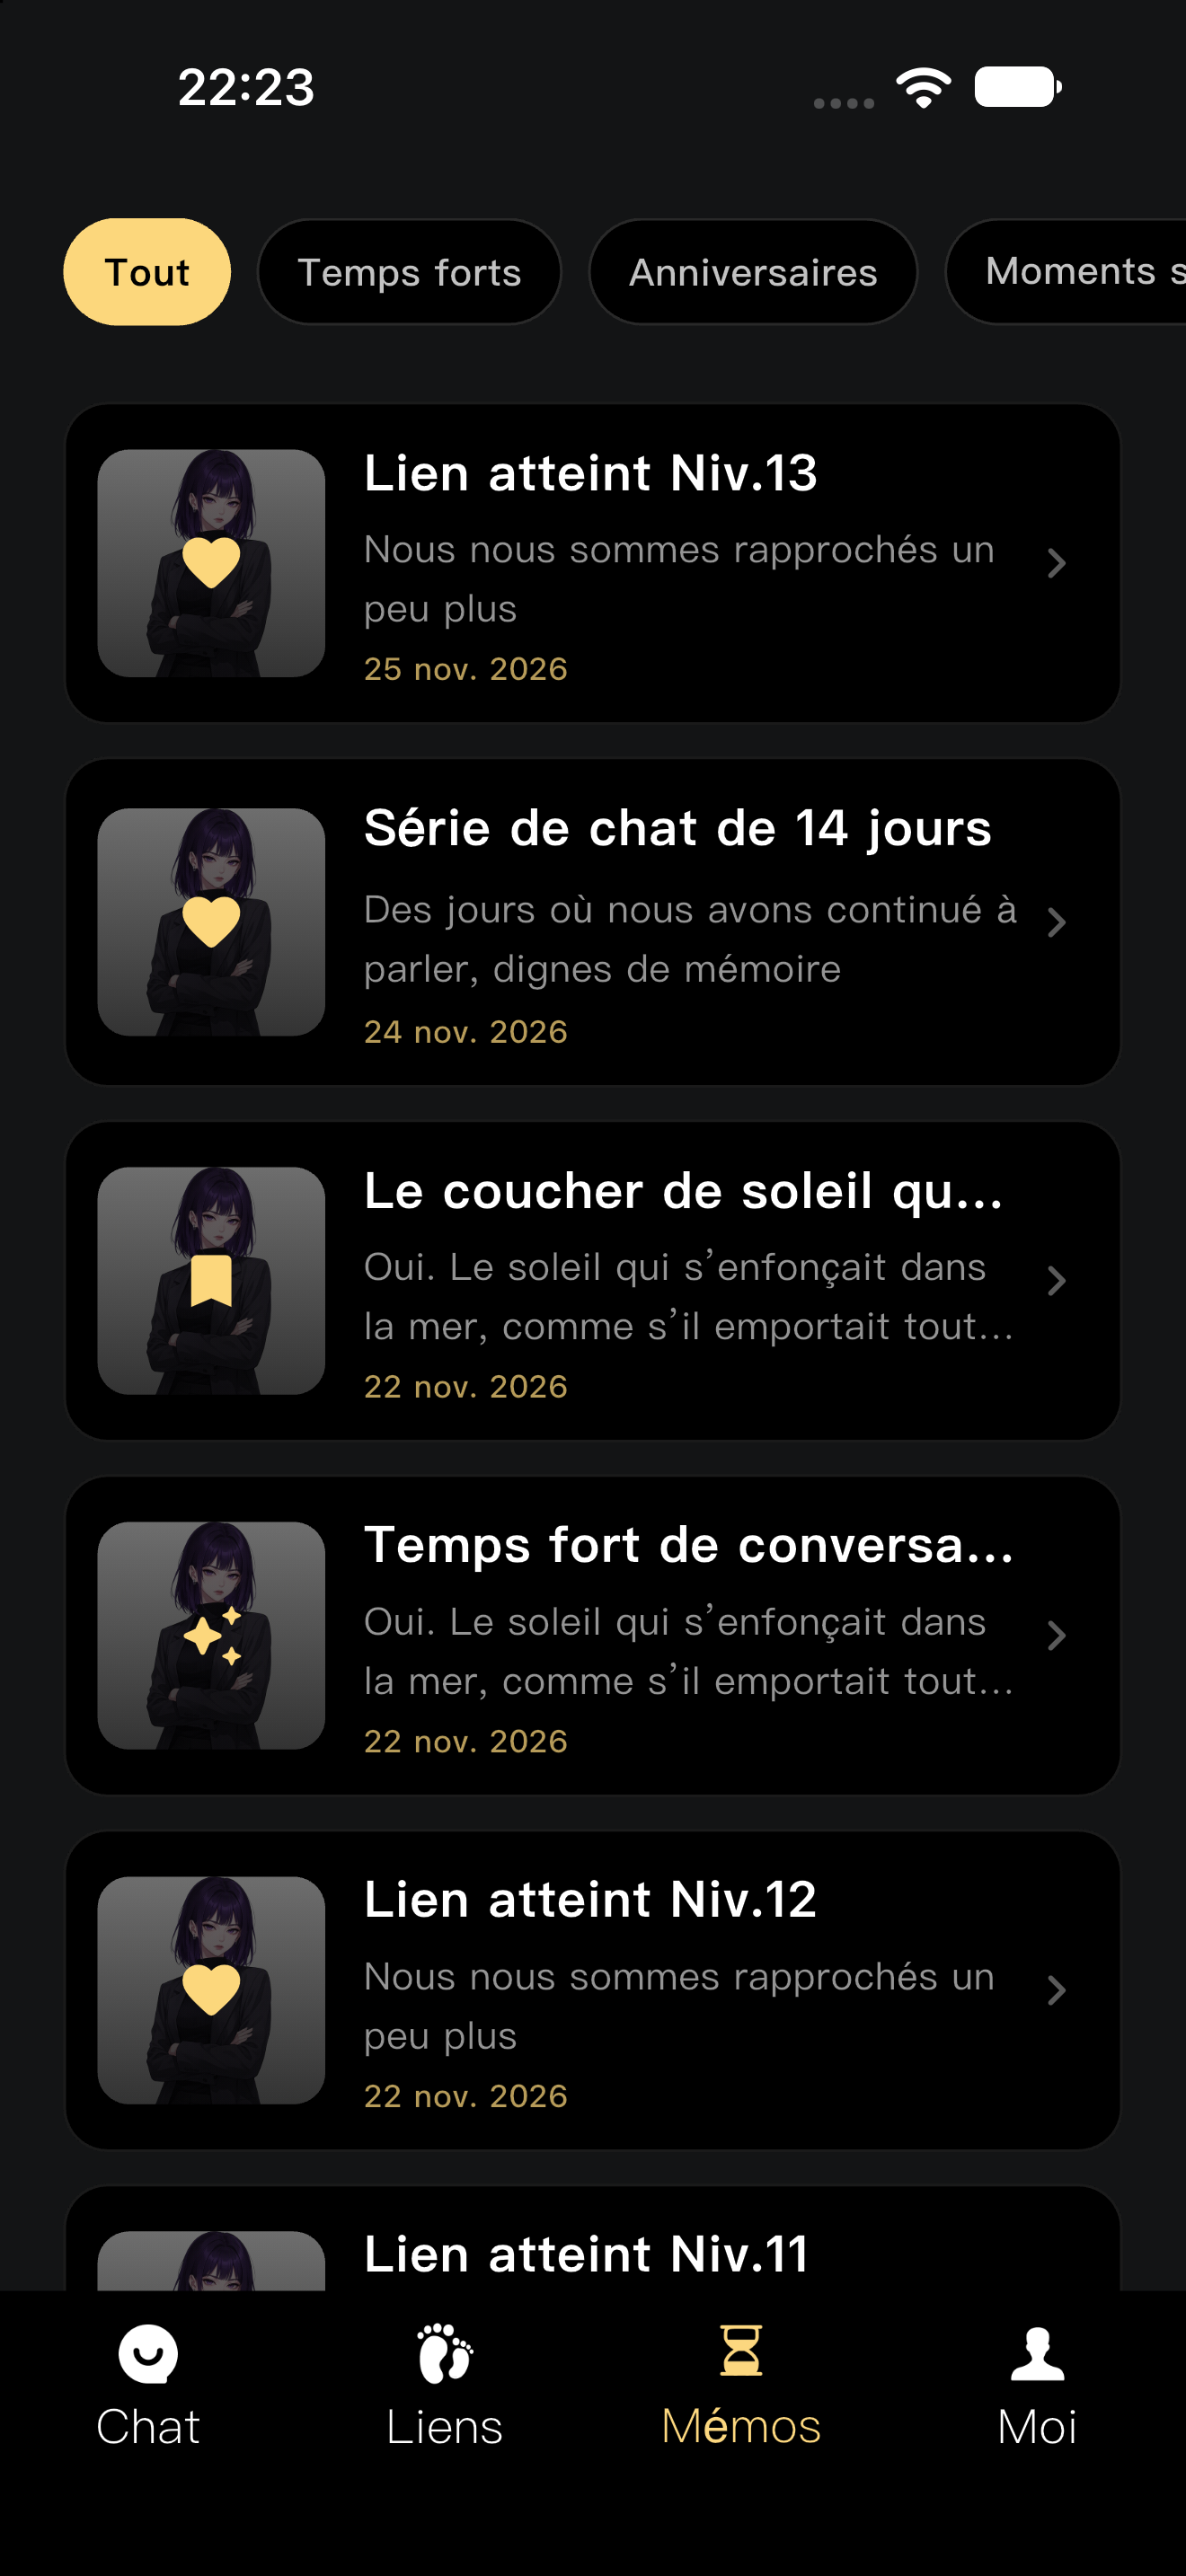 22:23
Tout
Temps forts
Anniversaires
Moments s
Lien atteint Niv.13
Nous nous sommes rapprochés un
peu plus
25 nov. 2026
Série de chat de 14 jours
Des jours où nous avons continué à
parler, dignes de mémoire
24 nov. 2026
Le coucher de soleil qu...
Oui. Le soleil qui s’enfonçait dans
la mer, comme s’il emportait tout...
22 nov. 2026
Temps fort de conversa...
Oui. Le soleil qui s’enfonçait dans
la mer, comme s’il emportait tout...
22 nov. 2026
Lien atteint Niv.12
Nous nous sommes rapprochés un
peu plus
22 nov. 2026
Lien atteint Niv.11
Chat
Liens
Mémos
Moi